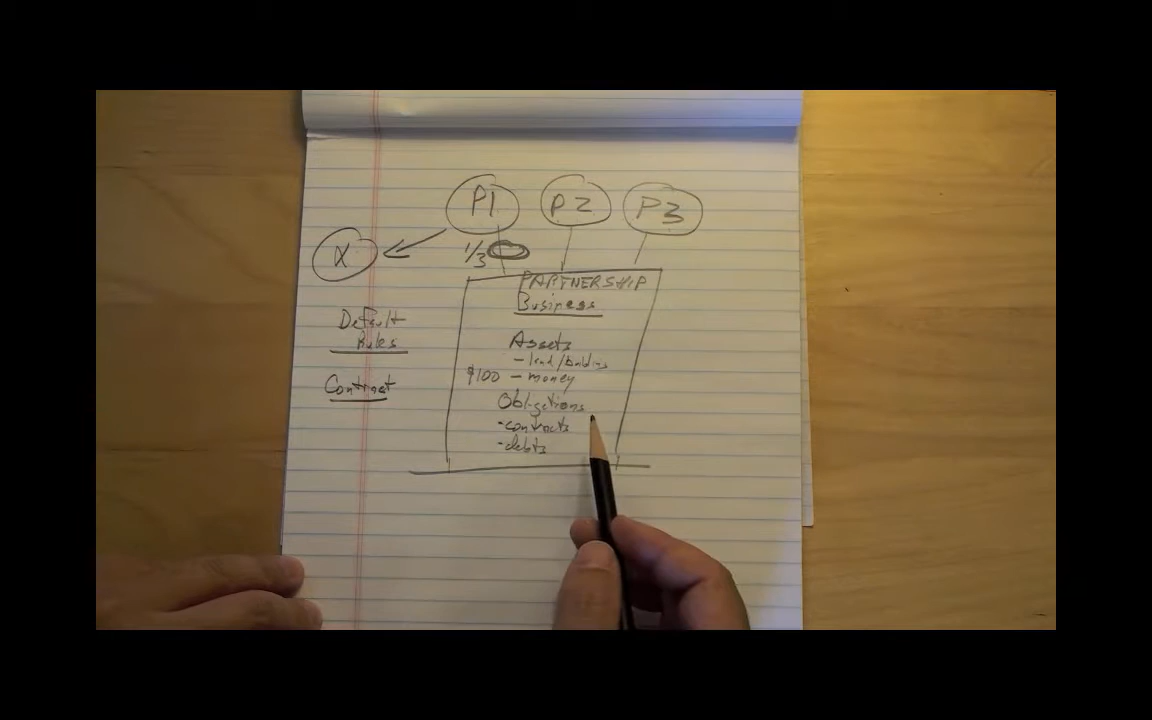 P1 P2 P3
X
1/3
PARTNERSHIP
Business
Default
Rules
Contract
Assets
- land/building
$100 - money
Obligations
- contracts
- debts